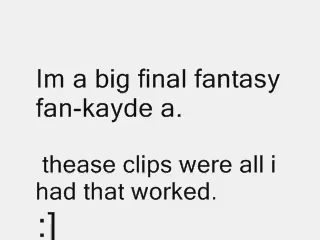 Im a big final fantasy
fan-kayde a.
thease clips were all i
had that worked.
:]